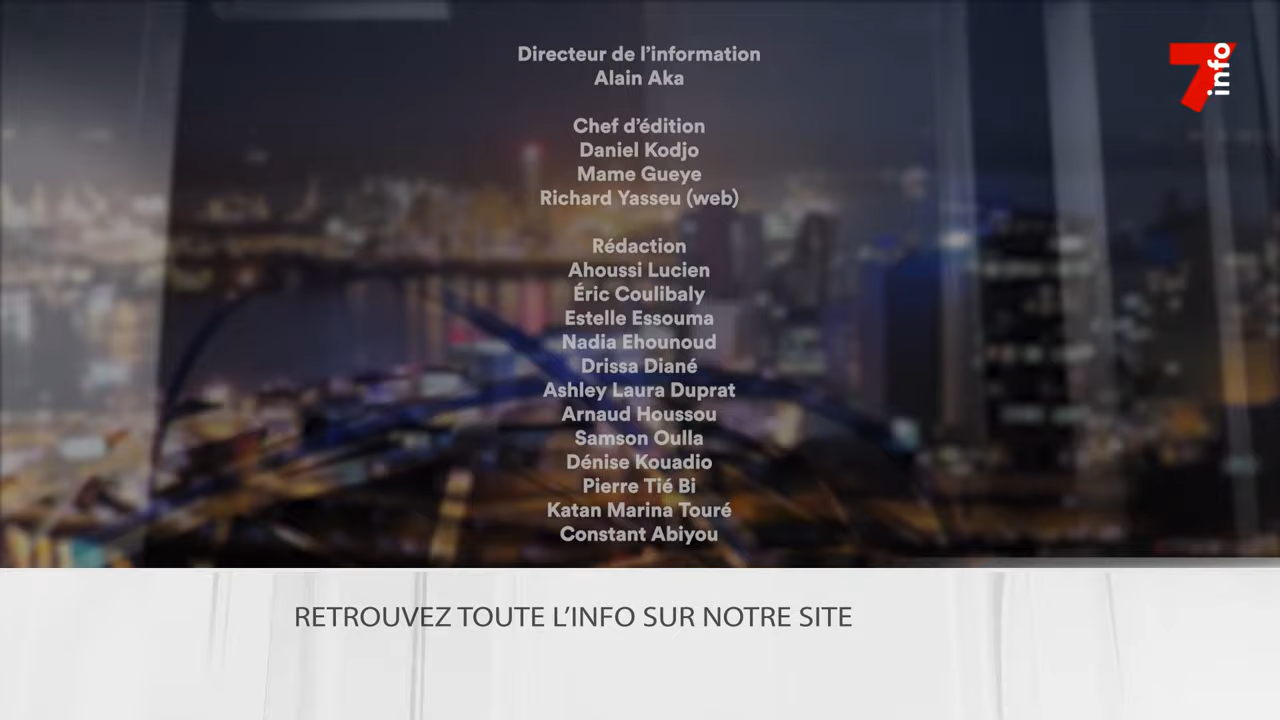 Directeur de l'information
Alain Aka
Chef d'édition
Daniel Kodjo
Mame Gueye
Richard Yasseu (web)
Rédaction
Ahoussi Lucien
Éric Coulibaly
Estelle Essouma
Nadia Ehounoud
Drissa Diané
Ashley Laura Duprat
Arnaud Houssou
Samson Oulla
Dénise Kouadio
Pierre Tié Bi
Katan Marina Touré
Constant Abiyou
7info
RETROUVEZ TOUTE L'INFO SUR NOTRE SITE